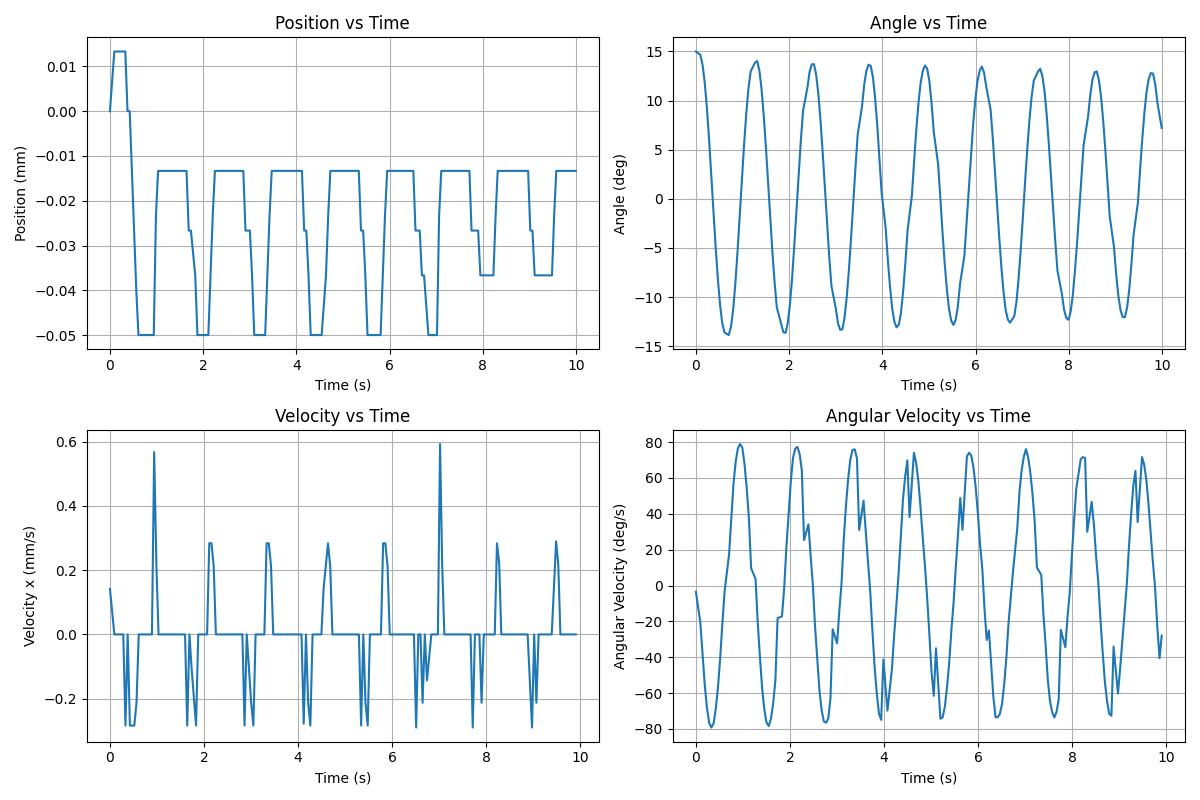 Position vs Time
Position (mm)
0.01
0.00
−0.01
−0.02
−0.03
−0.04
−0.05
0 2 4 6 8 10
Time (s)
Angle vs Time
Angle (deg)
15
10
5
0
−5
−10
−15
0 2 4 6 8 10
Time (s)
Velocity vs Time
Velocity x (mm/s)
0.6
0.4
0.2
0.0
−0.2
0 2 4 6 8 10
Time (s)
Angular Velocity vs Time
Angular Velocity (deg/s)
80
60
40
20
0
−20
−40
−60
−80
0 2 4 6 8 10
Time (s)